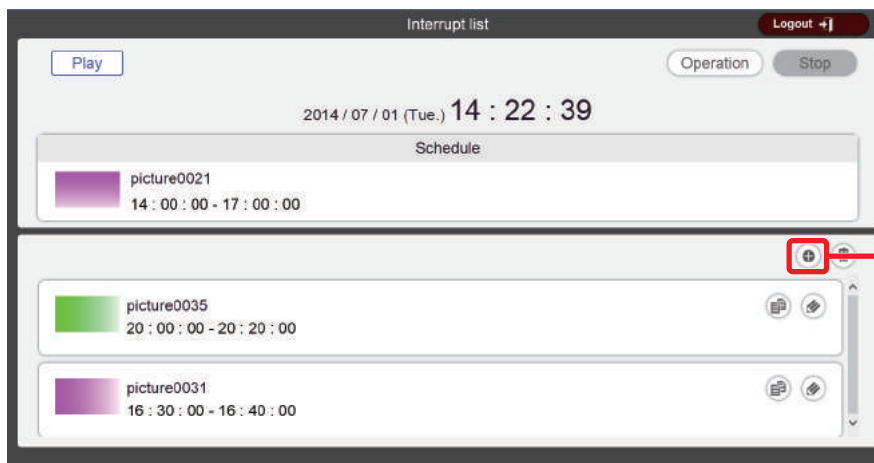 Interrupt list
Logout
Play
Operation
Stop
2014 / 07 / 01 (Tue.) 14 : 22 : 39
Schedule
picture0021
14 : 00 : 00 - 17 : 00 : 00
picture0035
20 : 00 : 00 - 20 : 20 : 00
picture0031
16 : 30 : 00 - 16 : 40 : 00